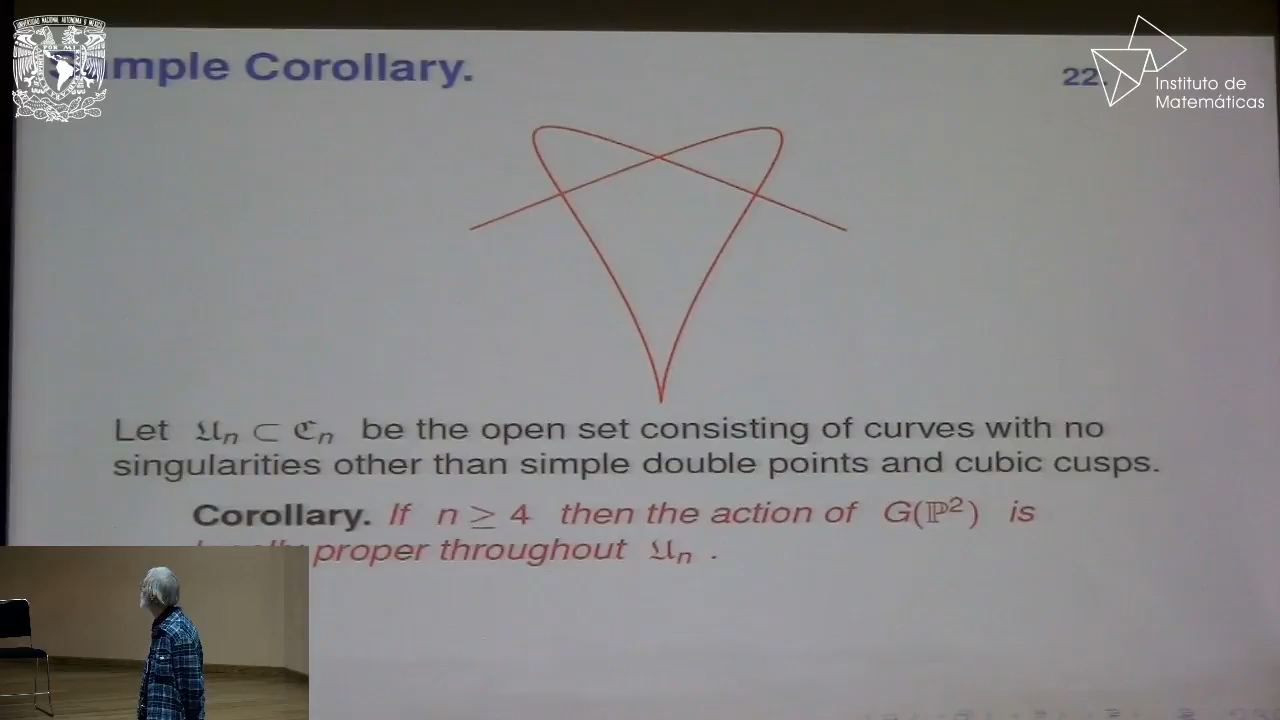 mple Corollary.
22.
Instituto de
Matemáticas
Let 𝔘n ⊂ ℭn be the open set consisting of curves with no
singularities other than simple double points and cubic cusps.
Corollary. If n ≥ 4 then the action of G(ℙ²) is
proper throughout 𝔘n .